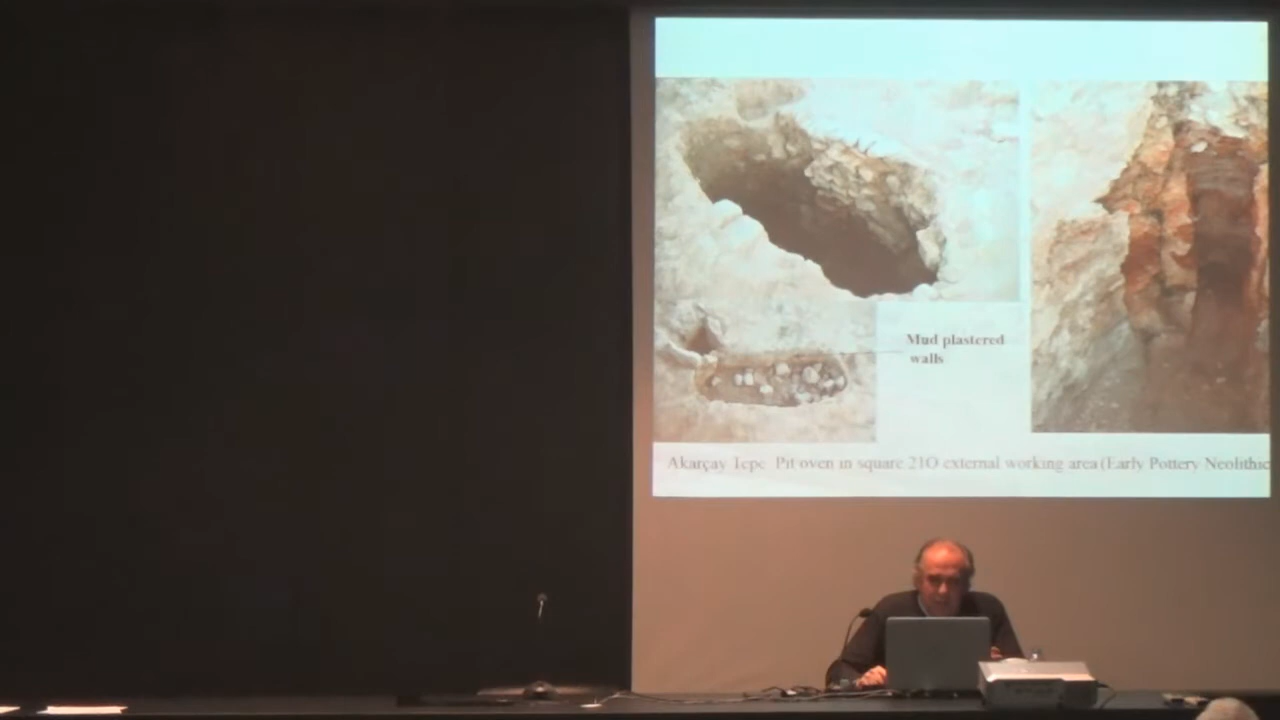 Mud plastered
walls
Akarçay Tepe Pit oven in square 21O external working area (Early Pottery Neolithic